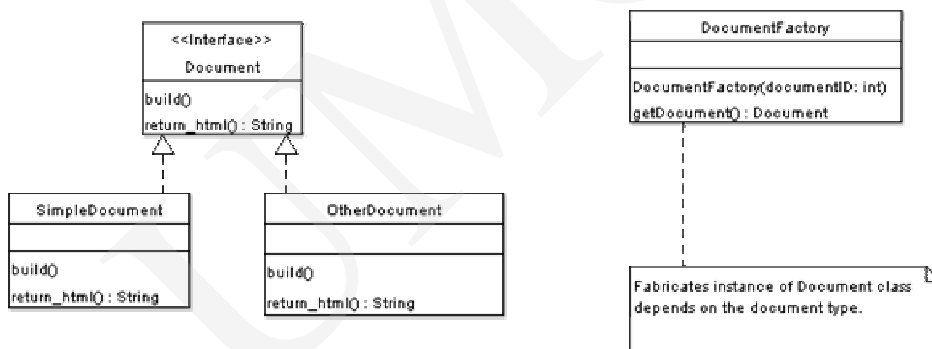 <<Interface>>
Document
build()
return_html() : String
SimpleDocument
build()
return_html() : String
OtherDocument
build()
return_html() : String
DocumentFactory
DocumentFactory(documentID: int)
getDocument() : Document
Fabricates instance of Document class
depends on the document type.
UM